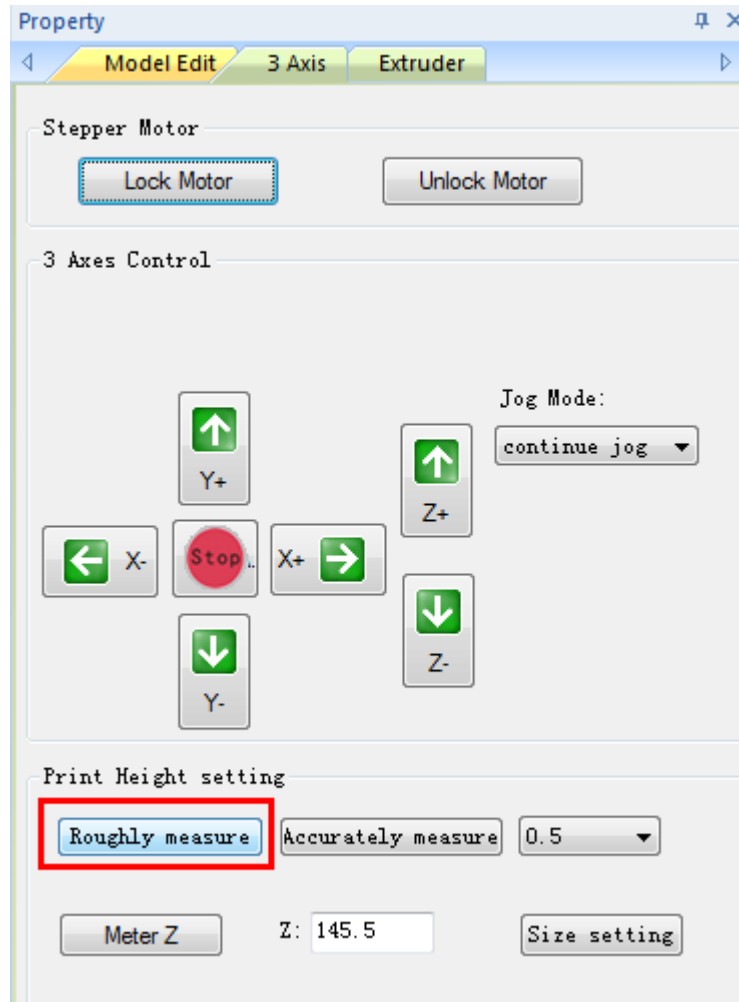 Property
Model Edit 3 Axis Extruder
Stepper Motor
Lock Motor Unlock Motor
3 Axes Control
Jog Mode:
continue jog
Y+
Z+
X- Stop.. X+
Z-
Y-
Print Height setting
Roughly measure Accurately measure 0.5
Meter Z Z: 145.5 Size setting